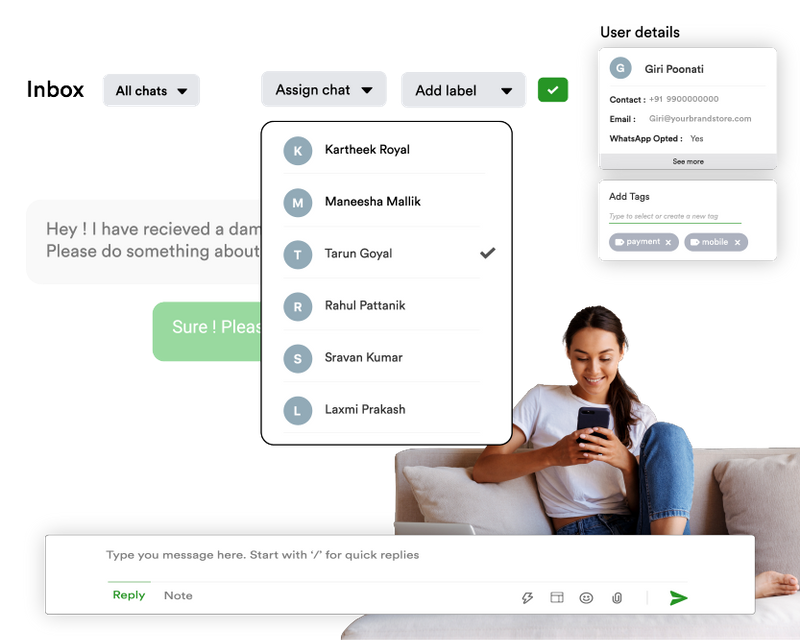 User details
Inbox
All chats
Assign chat
Add label
G
Giri Poonati
Contact : +91 9900000000
Email : Giri@yourbrandstore.com
WhatsApp Opted : Yes
See more
Add Tags
Type to select or create a new tag
payment x
mobile x
K Kartheek Royal
M Maneesha Mallik
T Tarun Goyal
R Rahul Pattanik
S Sravan Kumar
L Laxmi Prakash
Hey ! I have recieved a dam
Please do something about
Sure ! Pleas
Type you message here. Start with ‘/’ for quick replies
Reply
Note